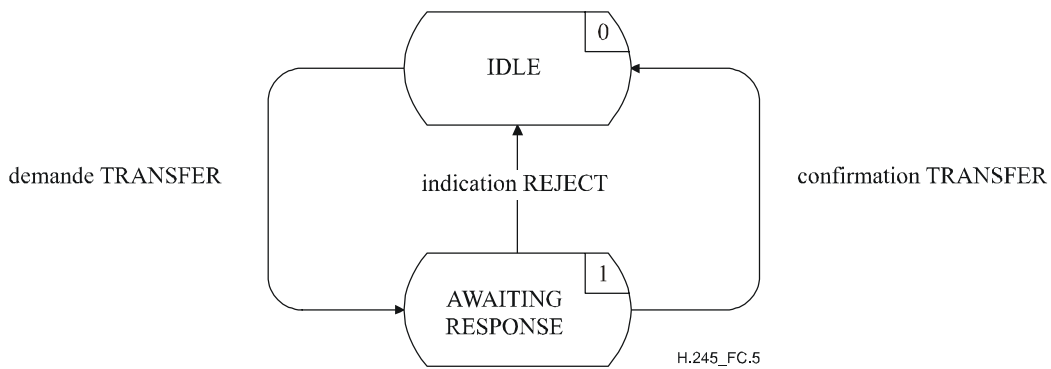 0
IDLE
demande TRANSFER
indication REJECT
confirmation TRANSFER
1
AWAITING
RESPONSE
H.245_FC.5